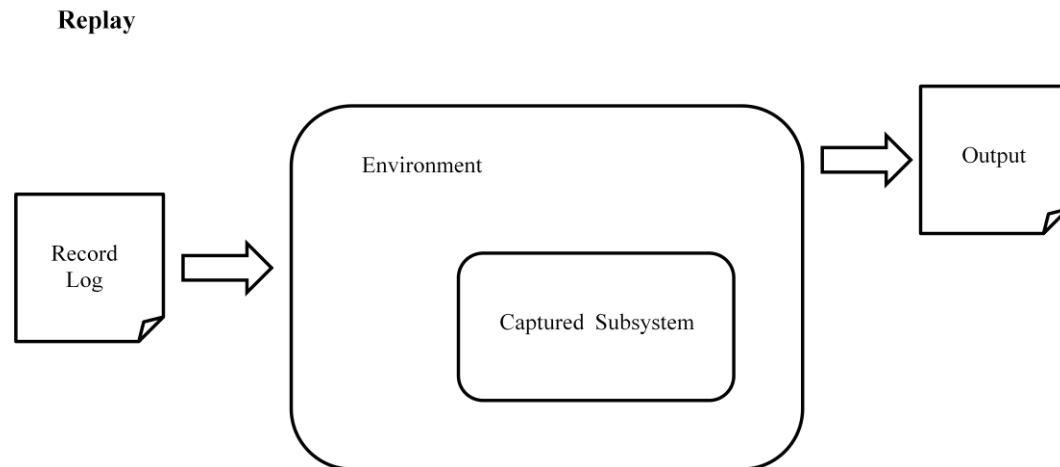 Replay
Environment
Output
Record
Log
Captured Subsystem